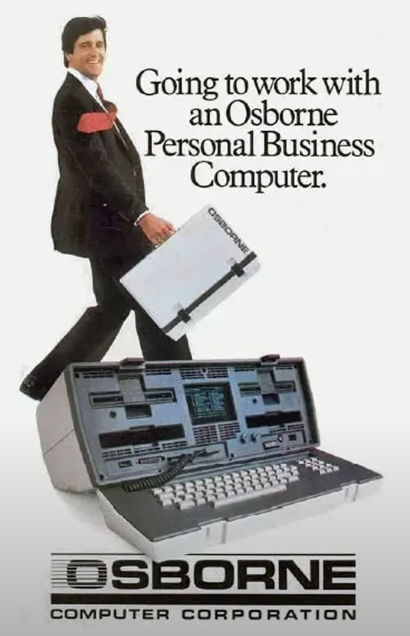 Going to work with
an Osborne
Personal Business
Computer.
OSBORNE
OSBORNE
COMPUTER CORPORATION